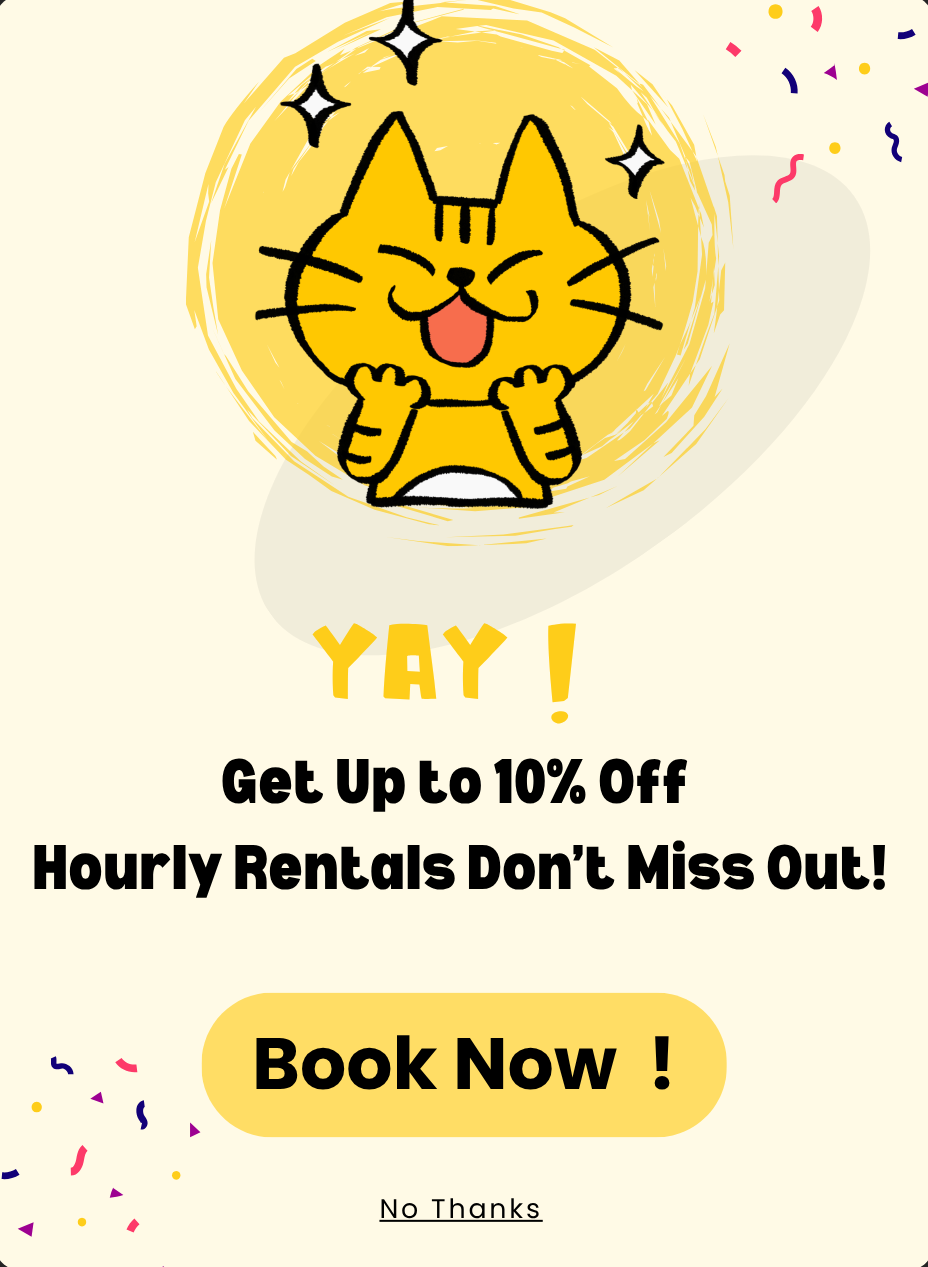 YAY !
Get Up to 10% Off
Hourly Rentals Don’t Miss Out!
Book Now !
No Thanks